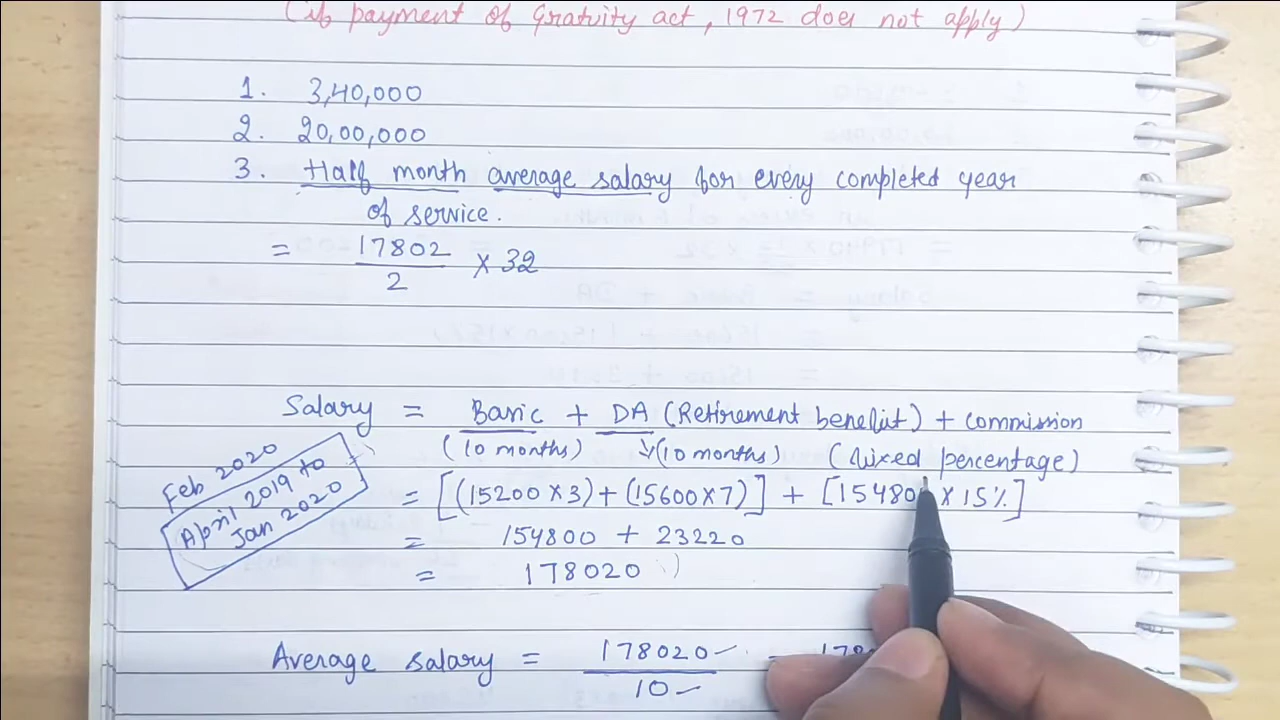 (if payment of Gratuity act, 1972 does not apply)
1. 3,40,000
2. 20,00,000
3. Half month average salary for every completed year
of service.
= 17802/2 × 32
Salary = Basic + DA (Retirement benefit) + commission
(10 months) (10 months) (fixed percentage)
Feb 2020
April 2019 to
Jan 2020
= [(15200×3)+(15600×7)] + [154800×15%]
= 154800 + 23220
= 178020
Average salary = 178020/10 =